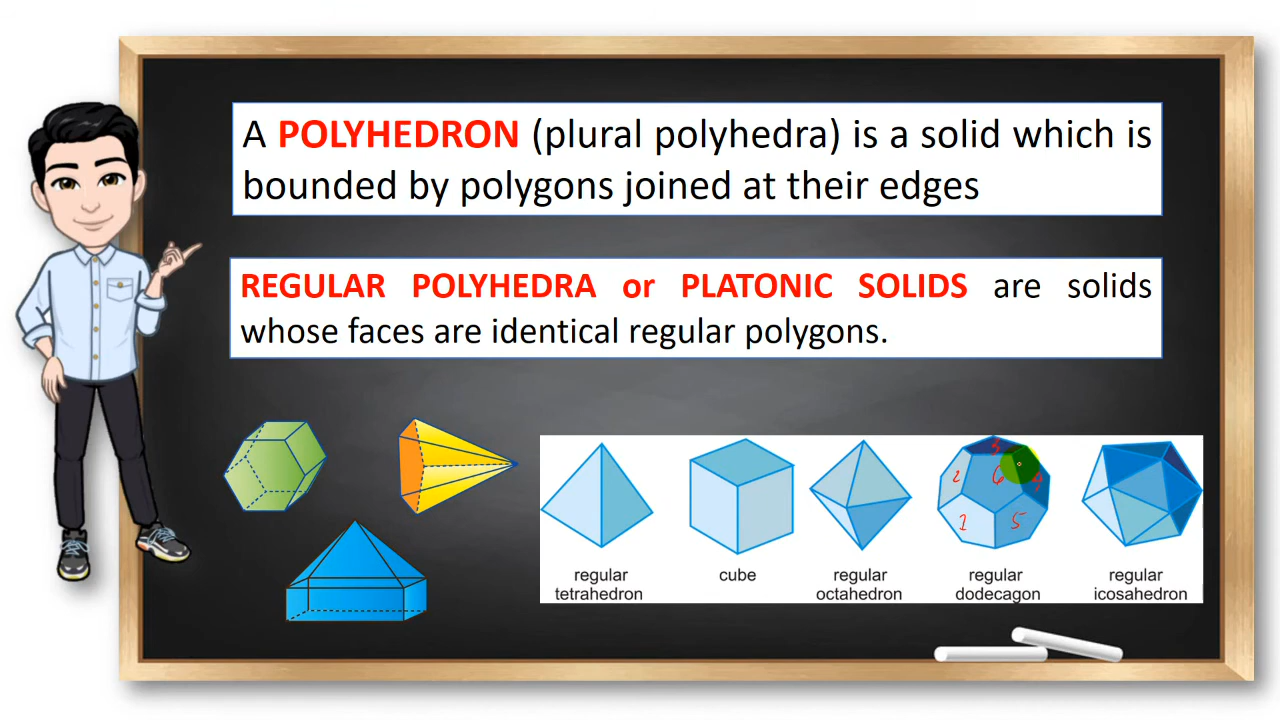 A POLYHEDRON (plural polyhedra) is a solid which is
bounded by polygons joined at their edges
REGULAR POLYHEDRA or PLATONIC SOLIDS are solids
whose faces are identical regular polygons.
3
2 6 4
1 5
regular
tetrahedron
cube
regular
octahedron
regular
dodecagon
regular
icosahedron